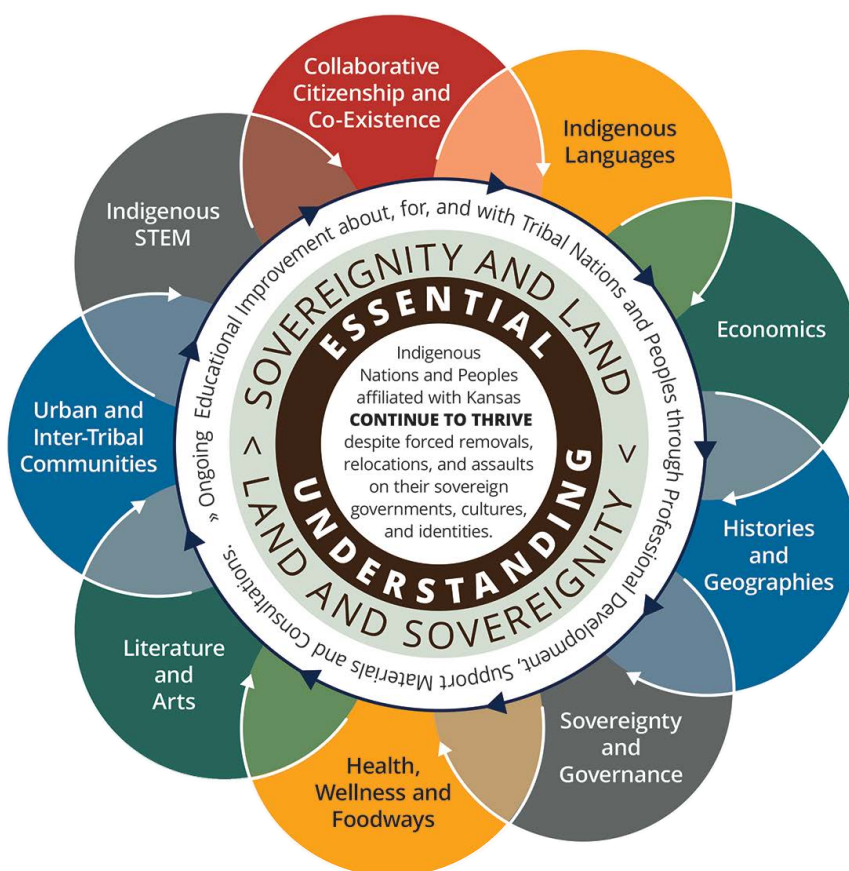 Collaborative
Citizenship and
Co-Existence
Indigenous
Languages
Economics
Histories
and
Geographies
Sovereignty
and
Governance
Health,
Wellness and
Foodways
Literature
and
Arts
Urban and
Inter-Tribal
Communities
Indigenous
STEM
« Ongoing Educational Improvement about, for, and with Tribal Nations and Peoples through Professional Development, Support Materials and Consultations.
> SOVEREIGNITY AND LAND
> LAND AND SOVEREIGNITY
ESSENTIAL
UNDERSTANDING
Indigenous
Nations and Peoples
affiliated with Kansas
CONTINUE TO THRIVE
despite forced removals,
relocations, and assaults
on their sovereign
governments, cultures,
and identities.